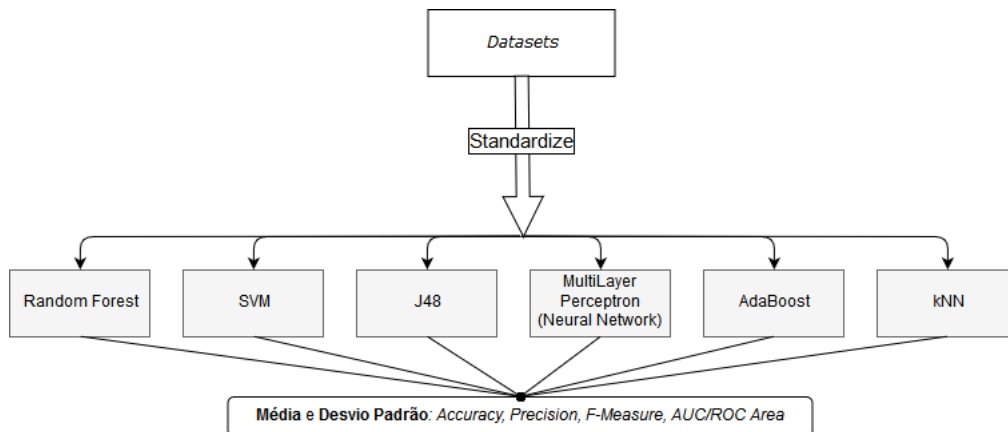 Datasets
Standardize
Random Forest
SVM
J48
MultiLayer
Perceptron
(Neural Network)
AdaBoost
kNN
Média e Desvio Padrão: Accuracy, Precision, F-Measure, AUC/ROC Area